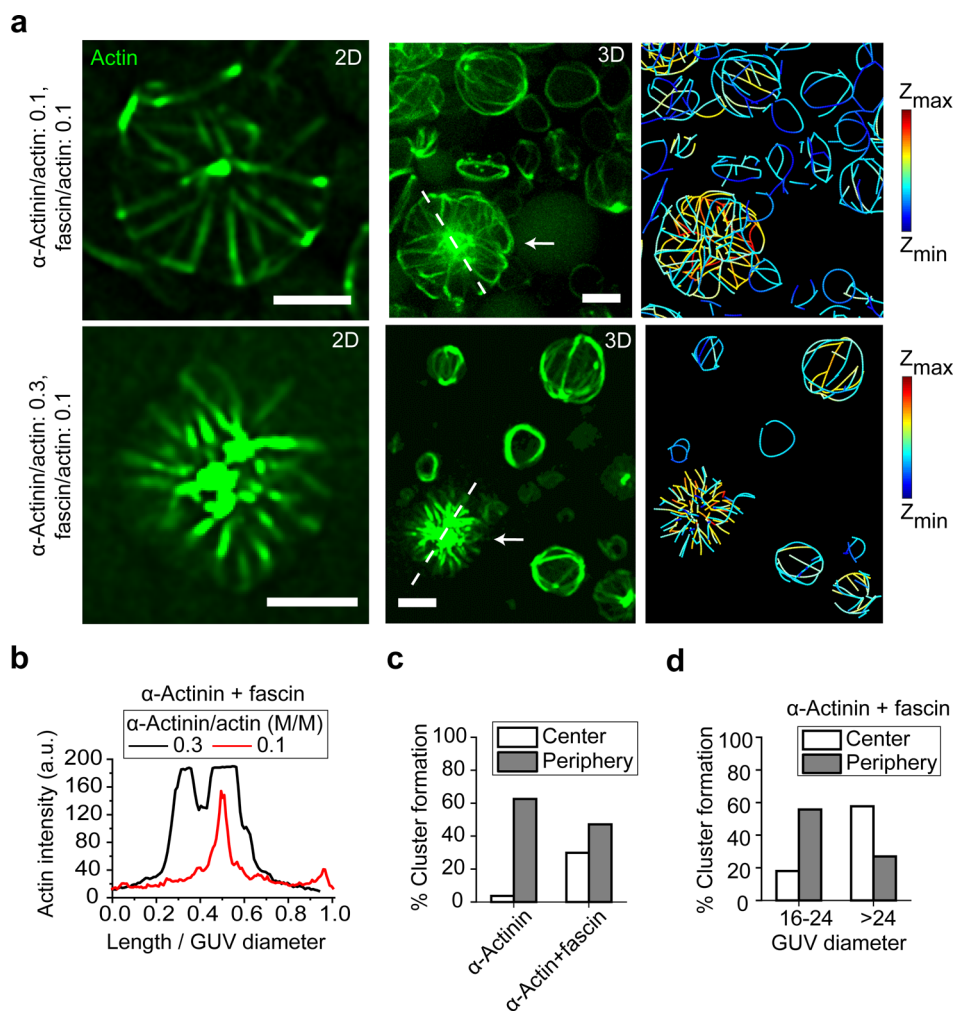 a
α-Actinin/actin: 0.1,
fascin/actin: 0.1
Actin
2D
3D
Zmax
Zmin
α-Actinin/actin: 0.3,
fascin/actin: 0.1
2D
3D
Zmax
Zmin
b
α-Actinin + fascin
α-Actinin/actin (M/M)
0.3 0.1
Actin intensity (a.u.)
200
160
120
80
40
0
0.0 0.2 0.4 0.6 0.8 1.0
Length / GUV diameter
c
Center
Periphery
% Cluster formation
100
80
60
40
20
0
α-Actinin
α-Actin+fascin
d
α-Actinin + fascin
Center
Periphery
% Cluster formation
100
80
60
40
20
0
16-24 >24
GUV diameter